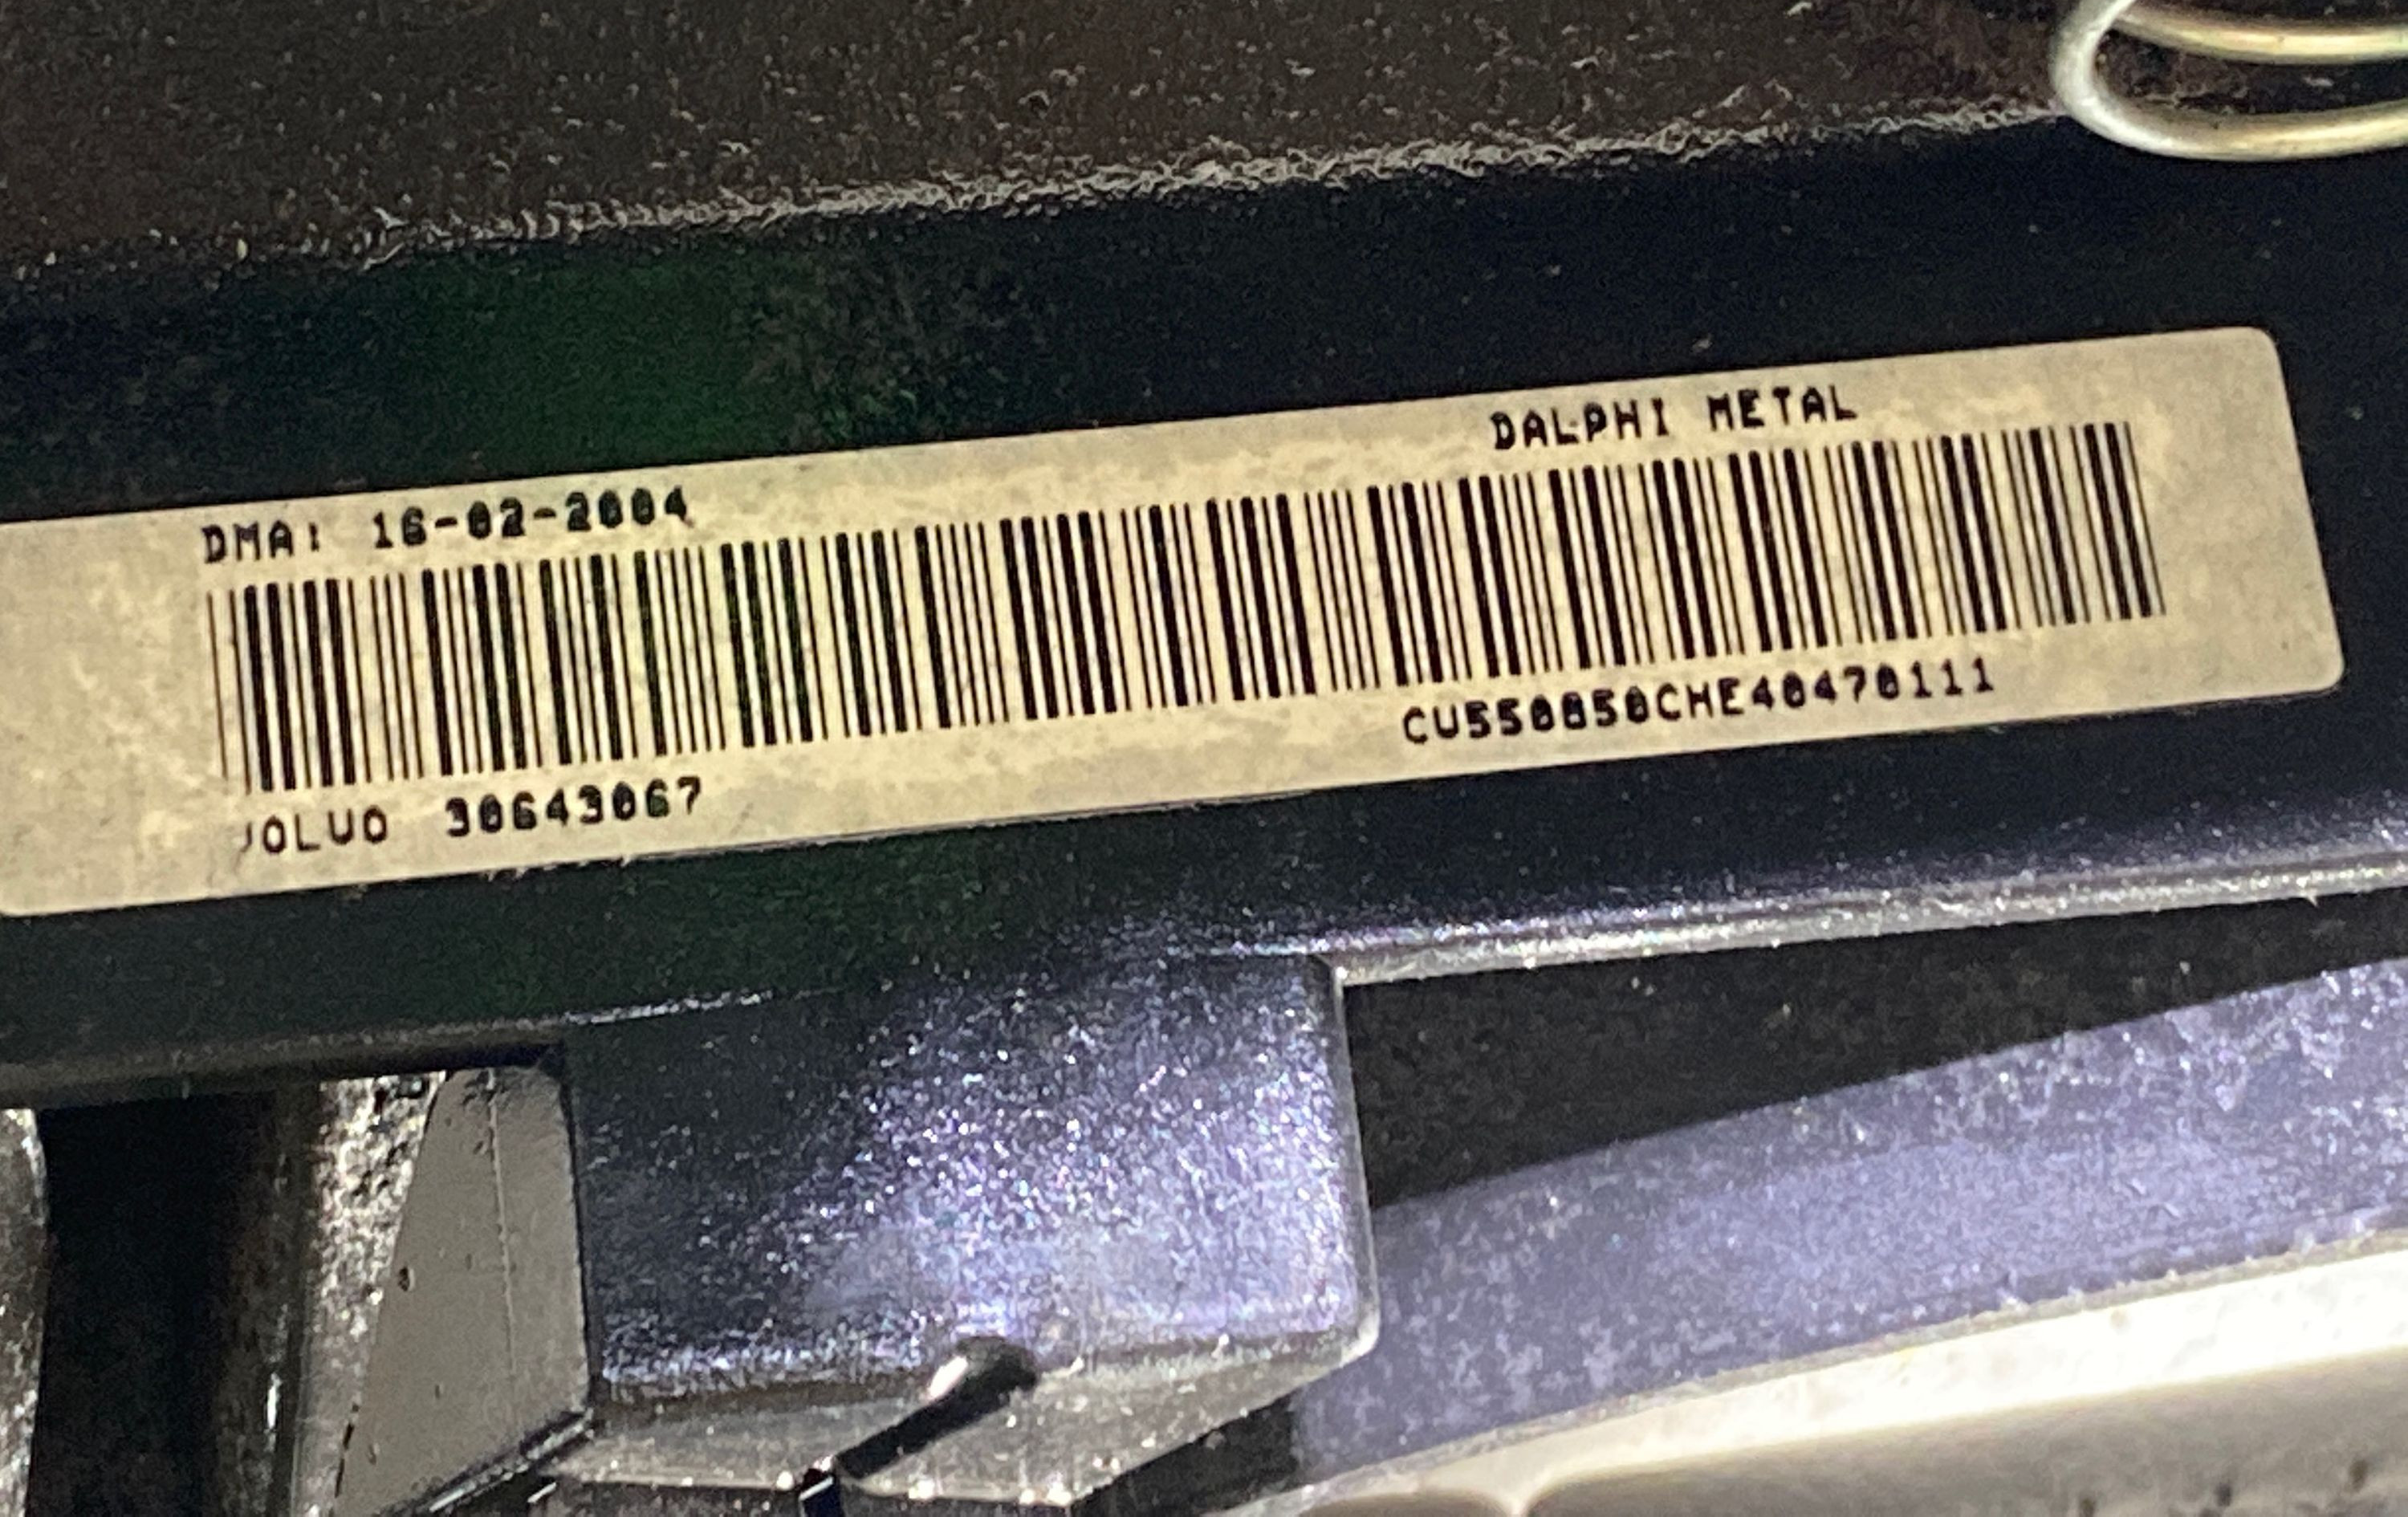 DMA: 16-02-2004
DALPHI METAL
VOLVO 30643067
CU550850CHE40470111